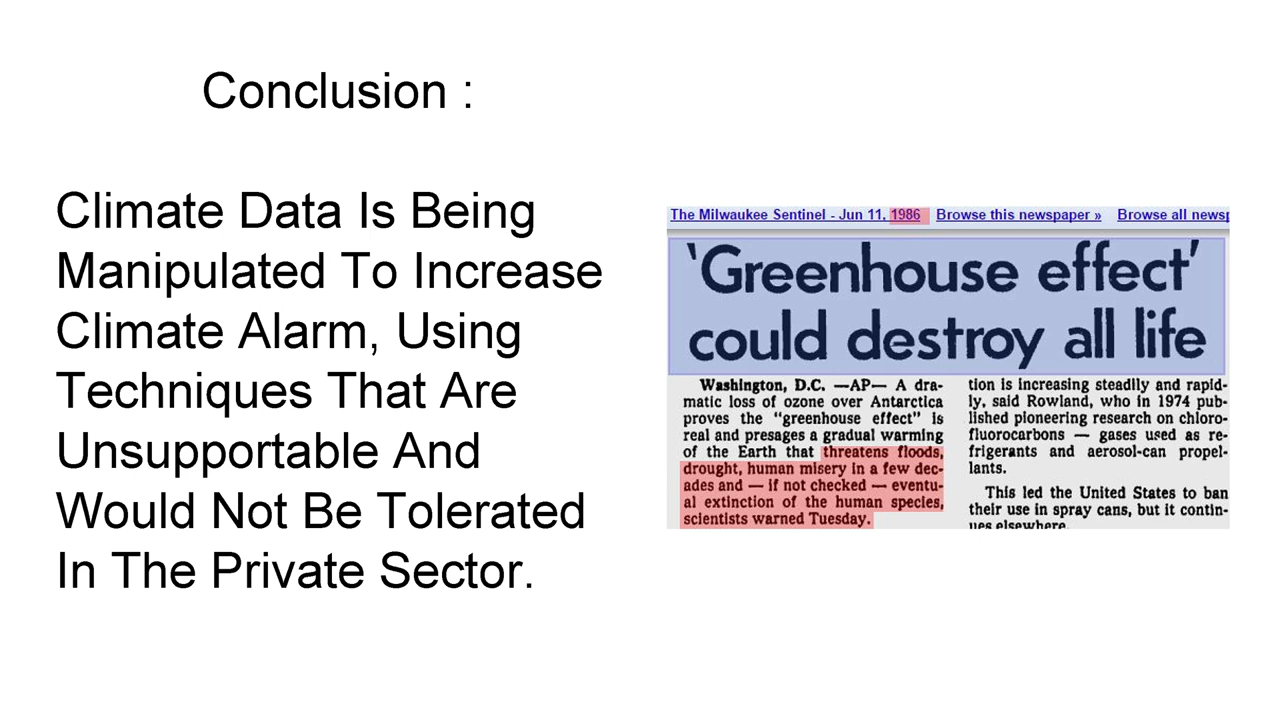 Conclusion :
Climate Data Is Being
Manipulated To Increase
Climate Alarm, Using
Techniques That Are
Unsupportable And
Would Not Be Tolerated
In The Private Sector.
The Milwaukee Sentinel - Jun 11, 1986 Browse this newspaper » Browse all newsp
'Greenhouse effect'
could destroy all life
Washington, D.C. —AP— A dra-
matic loss of ozone over Antarctica
proves the "greenhouse effect" is
real and presages a gradual warming
of the Earth that threatens floods,
drought, human misery in a few dec-
ades and — if not checked — eventu-
al extinction of the human species,
scientists warned Tuesday.
tion is increasing steadily and rapid-
ly, said Rowland, who in 1974 pub-
lished pioneering research on chloro-
fluorocarbons — gases used as re-
frigerants and aerosol-can propel-
lants.
This led the United States to ban
their use in spray cans, but it contin-
ues elsewhere.